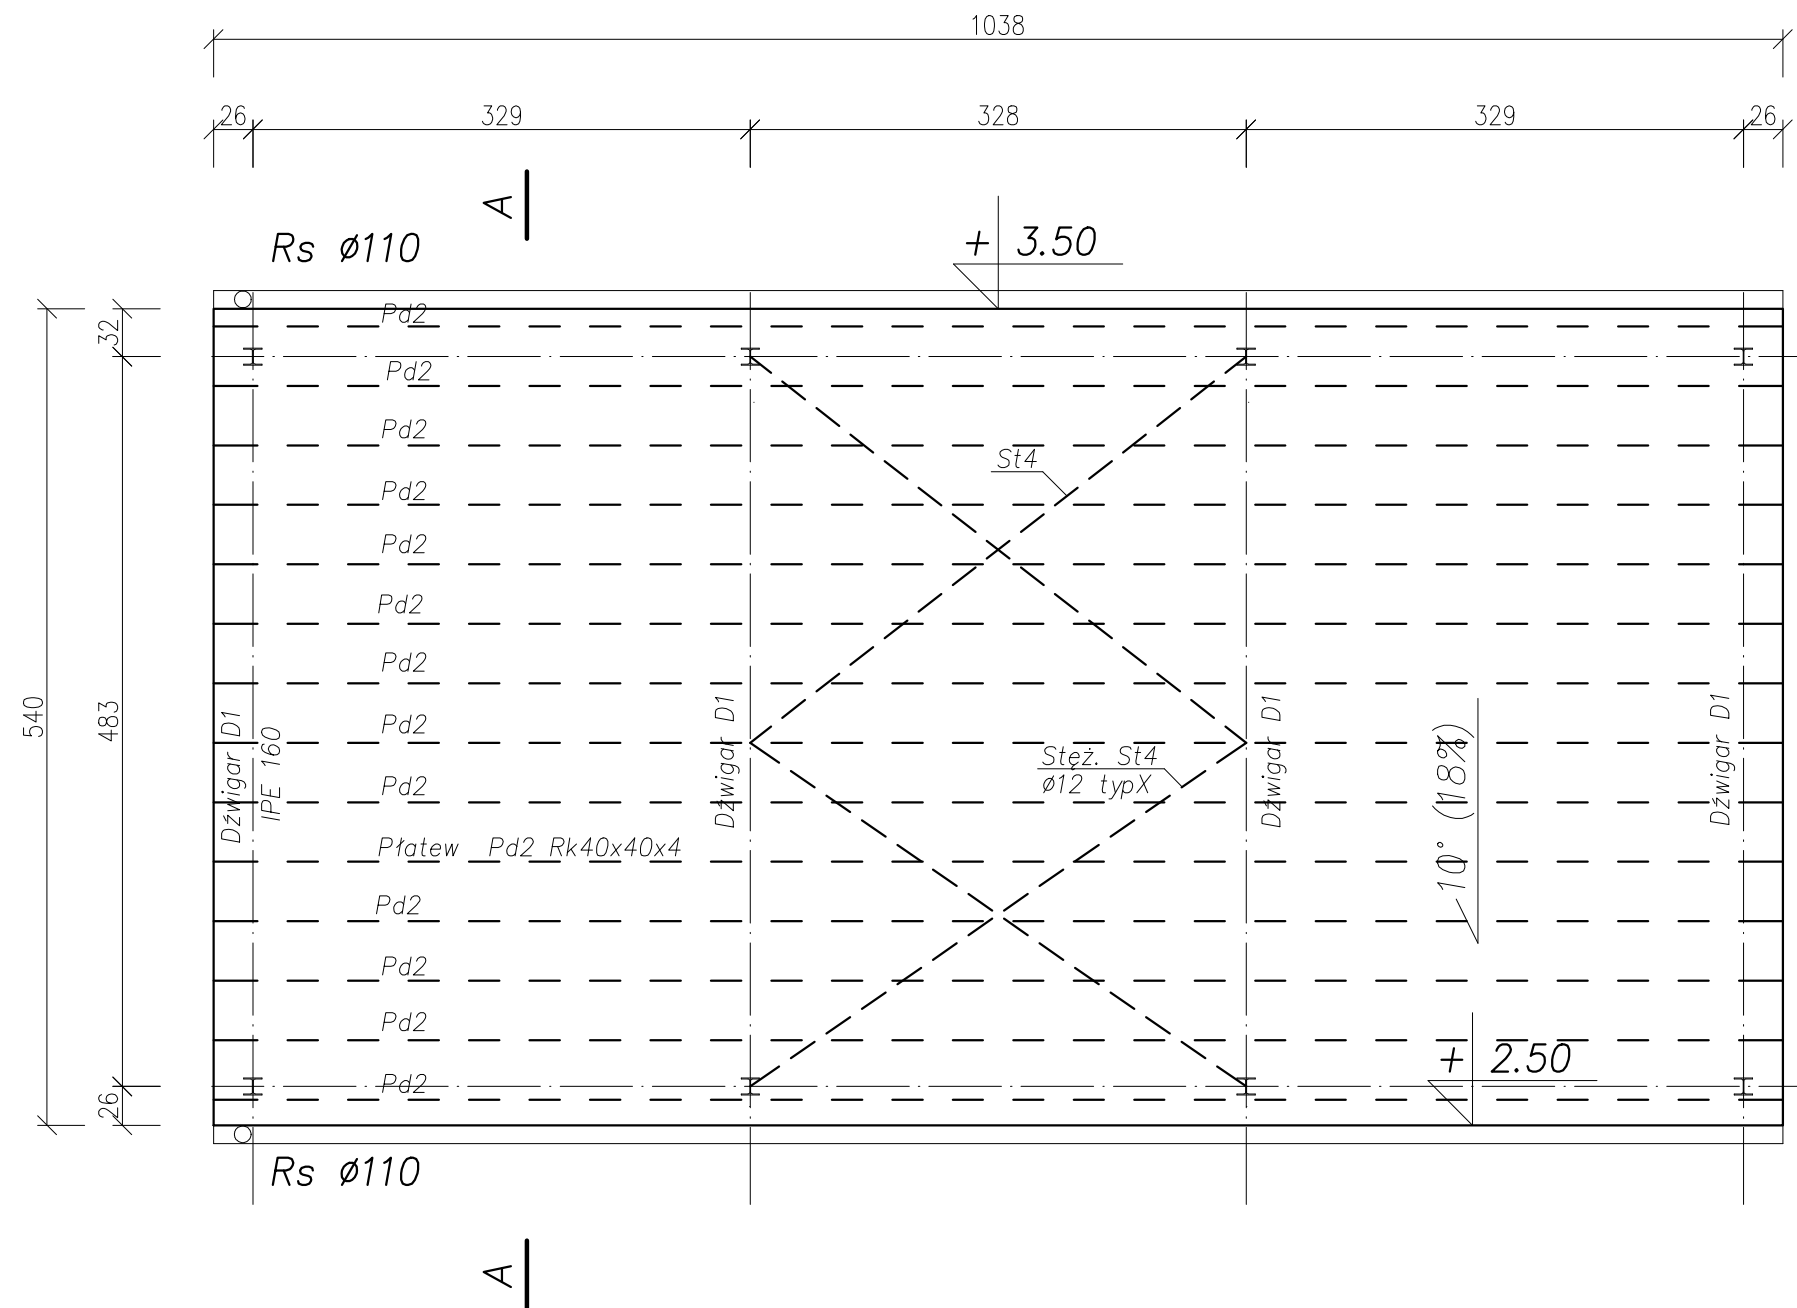 1038
26
329
328
329
26
A
Rs ø110
+ 3.50
Pd2
32
Pd2
Pd2
St4
Pd2
Pd2
Pd2
Pd2
540
483
Dźwigar D1
IPE 160
Pd2
Dźwigar D1
Stęż. St4
ø12 typX
Dźwigar D1
10° (18%)
Dźwigar D1
Pd2
Płatew Pd2 Rk40x40x4
Pd2
Pd2
Pd2
+ 2.50
Pd2
26
Rs ø110
A